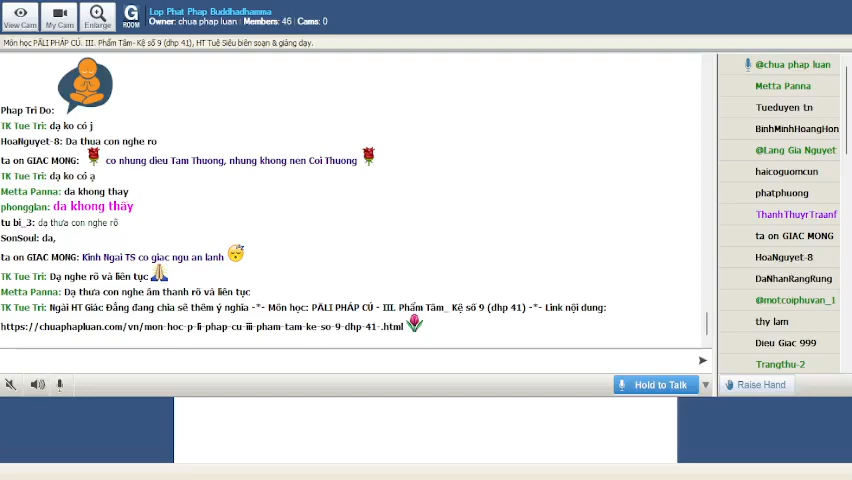 View Cam
My Cam
Enlarge
G
ROOM
Lop Phat Phap Buddhadhamma
Owner: chua phap luan Members: 46 Cams: 0
Môn học PĀLI PHÁP CÚ. III. Phẩm Tâm- Kệ số 9 (dhp 41), HT Tuệ Siêu biên soạn & giảng dạy.
Phap Tri Do:
TK Tue Tri: dạ ko có j
HoaNguyet-8: Da thua con nghe ro
ta on GIAC MONG: co nhung dieu Tam Thuong, nhung khong nen Coi Thuong
TK Tue Tri: dạ ko có ạ
Metta Panna: da khong thay
phonggian: da không thấy
tu bi_3: dạ thưa con nghe rõ
SonSoul: da,
ta on GIAC MONG: Kinh Ngai TS co giac ngu an lanh
TK Tue Tri: Dạ nghe rõ và liên tục
Metta Panna: Dạ thưa con nghe âm thanh rõ và liên tục
TK Tue Tri: Ngài HT Giác Đẳng đang chia sẽ thêm ý nghĩa -*- Môn học: PĀLI PHÁP CÚ - III. Phẩm Tâm_ Kệ số 9 (dhp 41) -*- Link nội dung:
https://chuaphapluan.com/vn/mon-hoc-p-li-phap-cu-iii-pham-tam-ke-so-9-dhp-41-.html
Hold to Talk
@chua phap luan
Metta Panna
Tueduyen tn
BinhMinhHoangHon
@Lang Gia Nguyet
haicoguomcun
phatphuong
ThanhThuyrTraanf
ta on GIAC MONG
HoaNguyet-8
DaNhanRangRung
@motcoiphuvan_1
thy lam
Dieu Giac 999
Trangthu-2
Raise Hand